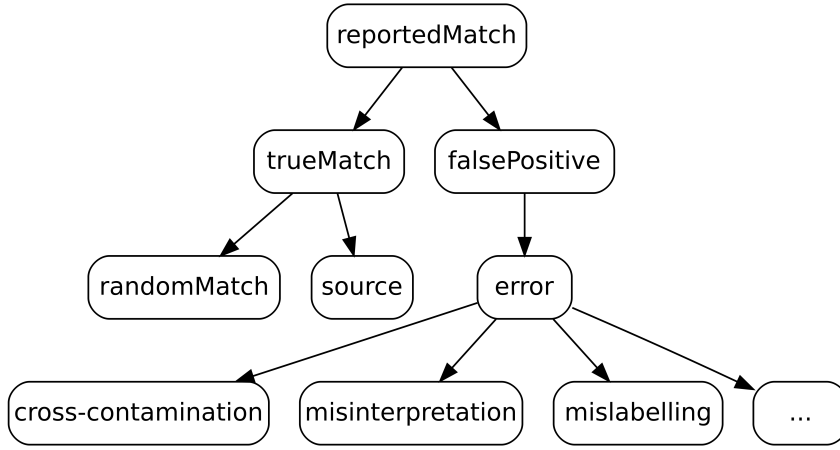 reportedMatch
trueMatch
falsePositive
randomMatch
source
error
cross-contamination
misinterpretation
mislabelling
...